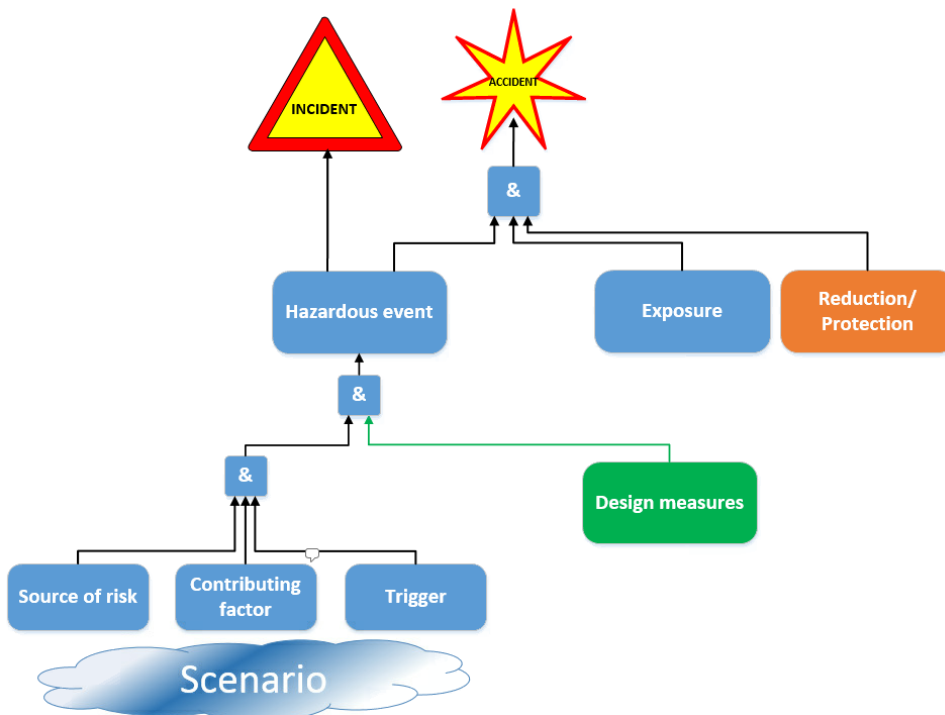 INCIDENT
ACCIDENT
&
Hazardous event
Exposure
Reduction/
Protection
&
&
Design measures
Source of risk
Contributing
factor
Trigger
Scenario